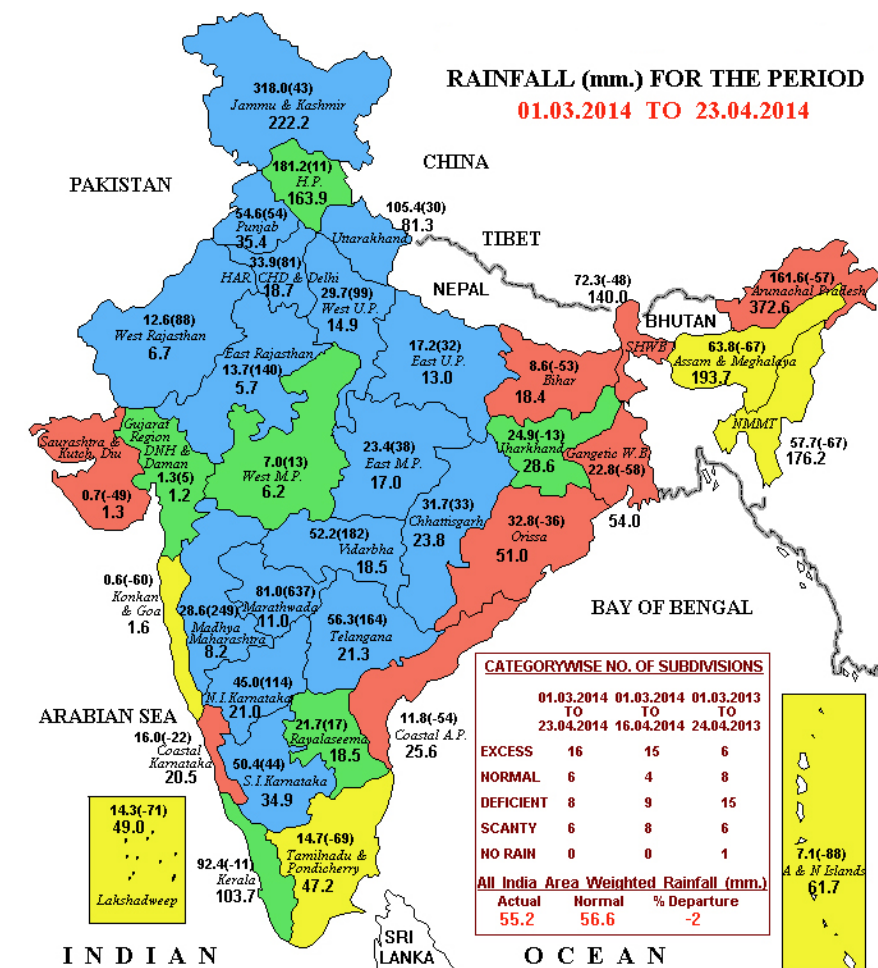 RAINFALL (mm.) FOR THE PERIOD
01.03.2014 TO 23.04.2014
318.0(43)
Jammu & Kashmir
222.2
CHINA
PAKISTAN
181.2(11)
H.P.
163.9
54.6(54)
Punjab
35.4
105.4(30)
81.3
Uttarakhand
TIBET
33.9(81)
HAR CHD & Delhi
18.7
29.7(99)
West U.P.
14.9
NEPAL
72.3(-48)
140.0
SHWB
BHUTAN
161.6(-57)
Arunachal Pradesh
372.6
12.6(88)
West Rajasthan
6.7
East Rajasthan
13.7(140)
5.7
17.2(32)
East U.P.
13.0
8.6(-53)
Bihar
18.4
63.8(-67)
Assam & Meghalaya
193.7
NMMT
57.7(-67)
176.2
Saurashtra &
Kutch, Diu
0.7(-49)
1.3
Gujarat
Region
DNH &
Daman
1.3(5)
1.2
7.0(13)
West M.P.
6.2
23.4(38)
East M.P.
17.0
24.9(-13)
Jharkhand
28.6
Gangetic W.B.
22.8(-58)
54.0
31.7(33)
Chhattisgarh
23.8
32.8(-36)
Orissa
51.0
52.2(182)
Vidarbha
18.5
0.6(-60)
Konkan
& Goa
1.6
28.6(249)
Madhya
Maharashtra
8.2
81.0(637)
Marathwada
11.0
56.3(164)
Telangana
21.3
BAY OF BENGAL
45.0(114)
N.I.Karnataka
21.0
ARABIAN SEA
16.0(-22)
Coastal
Karnataka
20.5
21.7(17)
Rayalaseema
18.5
11.8(-54)
Coastal A.P.
25.6
50.4(44)
S.I.Karnataka
34.9
14.3(-71)
49.0
Lakshadweep
92.4(-11)
Kerala
103.7
14.7(-69)
Tamilnadu &
Pondicherry
47.2
CATEGORYWISE NO. OF SUBDIVISIONS
01.03.2014 01.03.2014 01.03.2013
TO TO TO
23.04.2014 16.04.2014 24.04.2013
EXCESS 16 15 6
NORMAL 6 4 8
DEFICIENT 8 9 15
SCANTY 6 8 6
NO RAIN 0 0 1
All India Area Weighted Rainfall (mm.)
Actual Normal % Departure
55.2 56.6 -2
7.1(-88)
A & N Islands
61.7
SRI
LANKA
INDIAN OCEAN